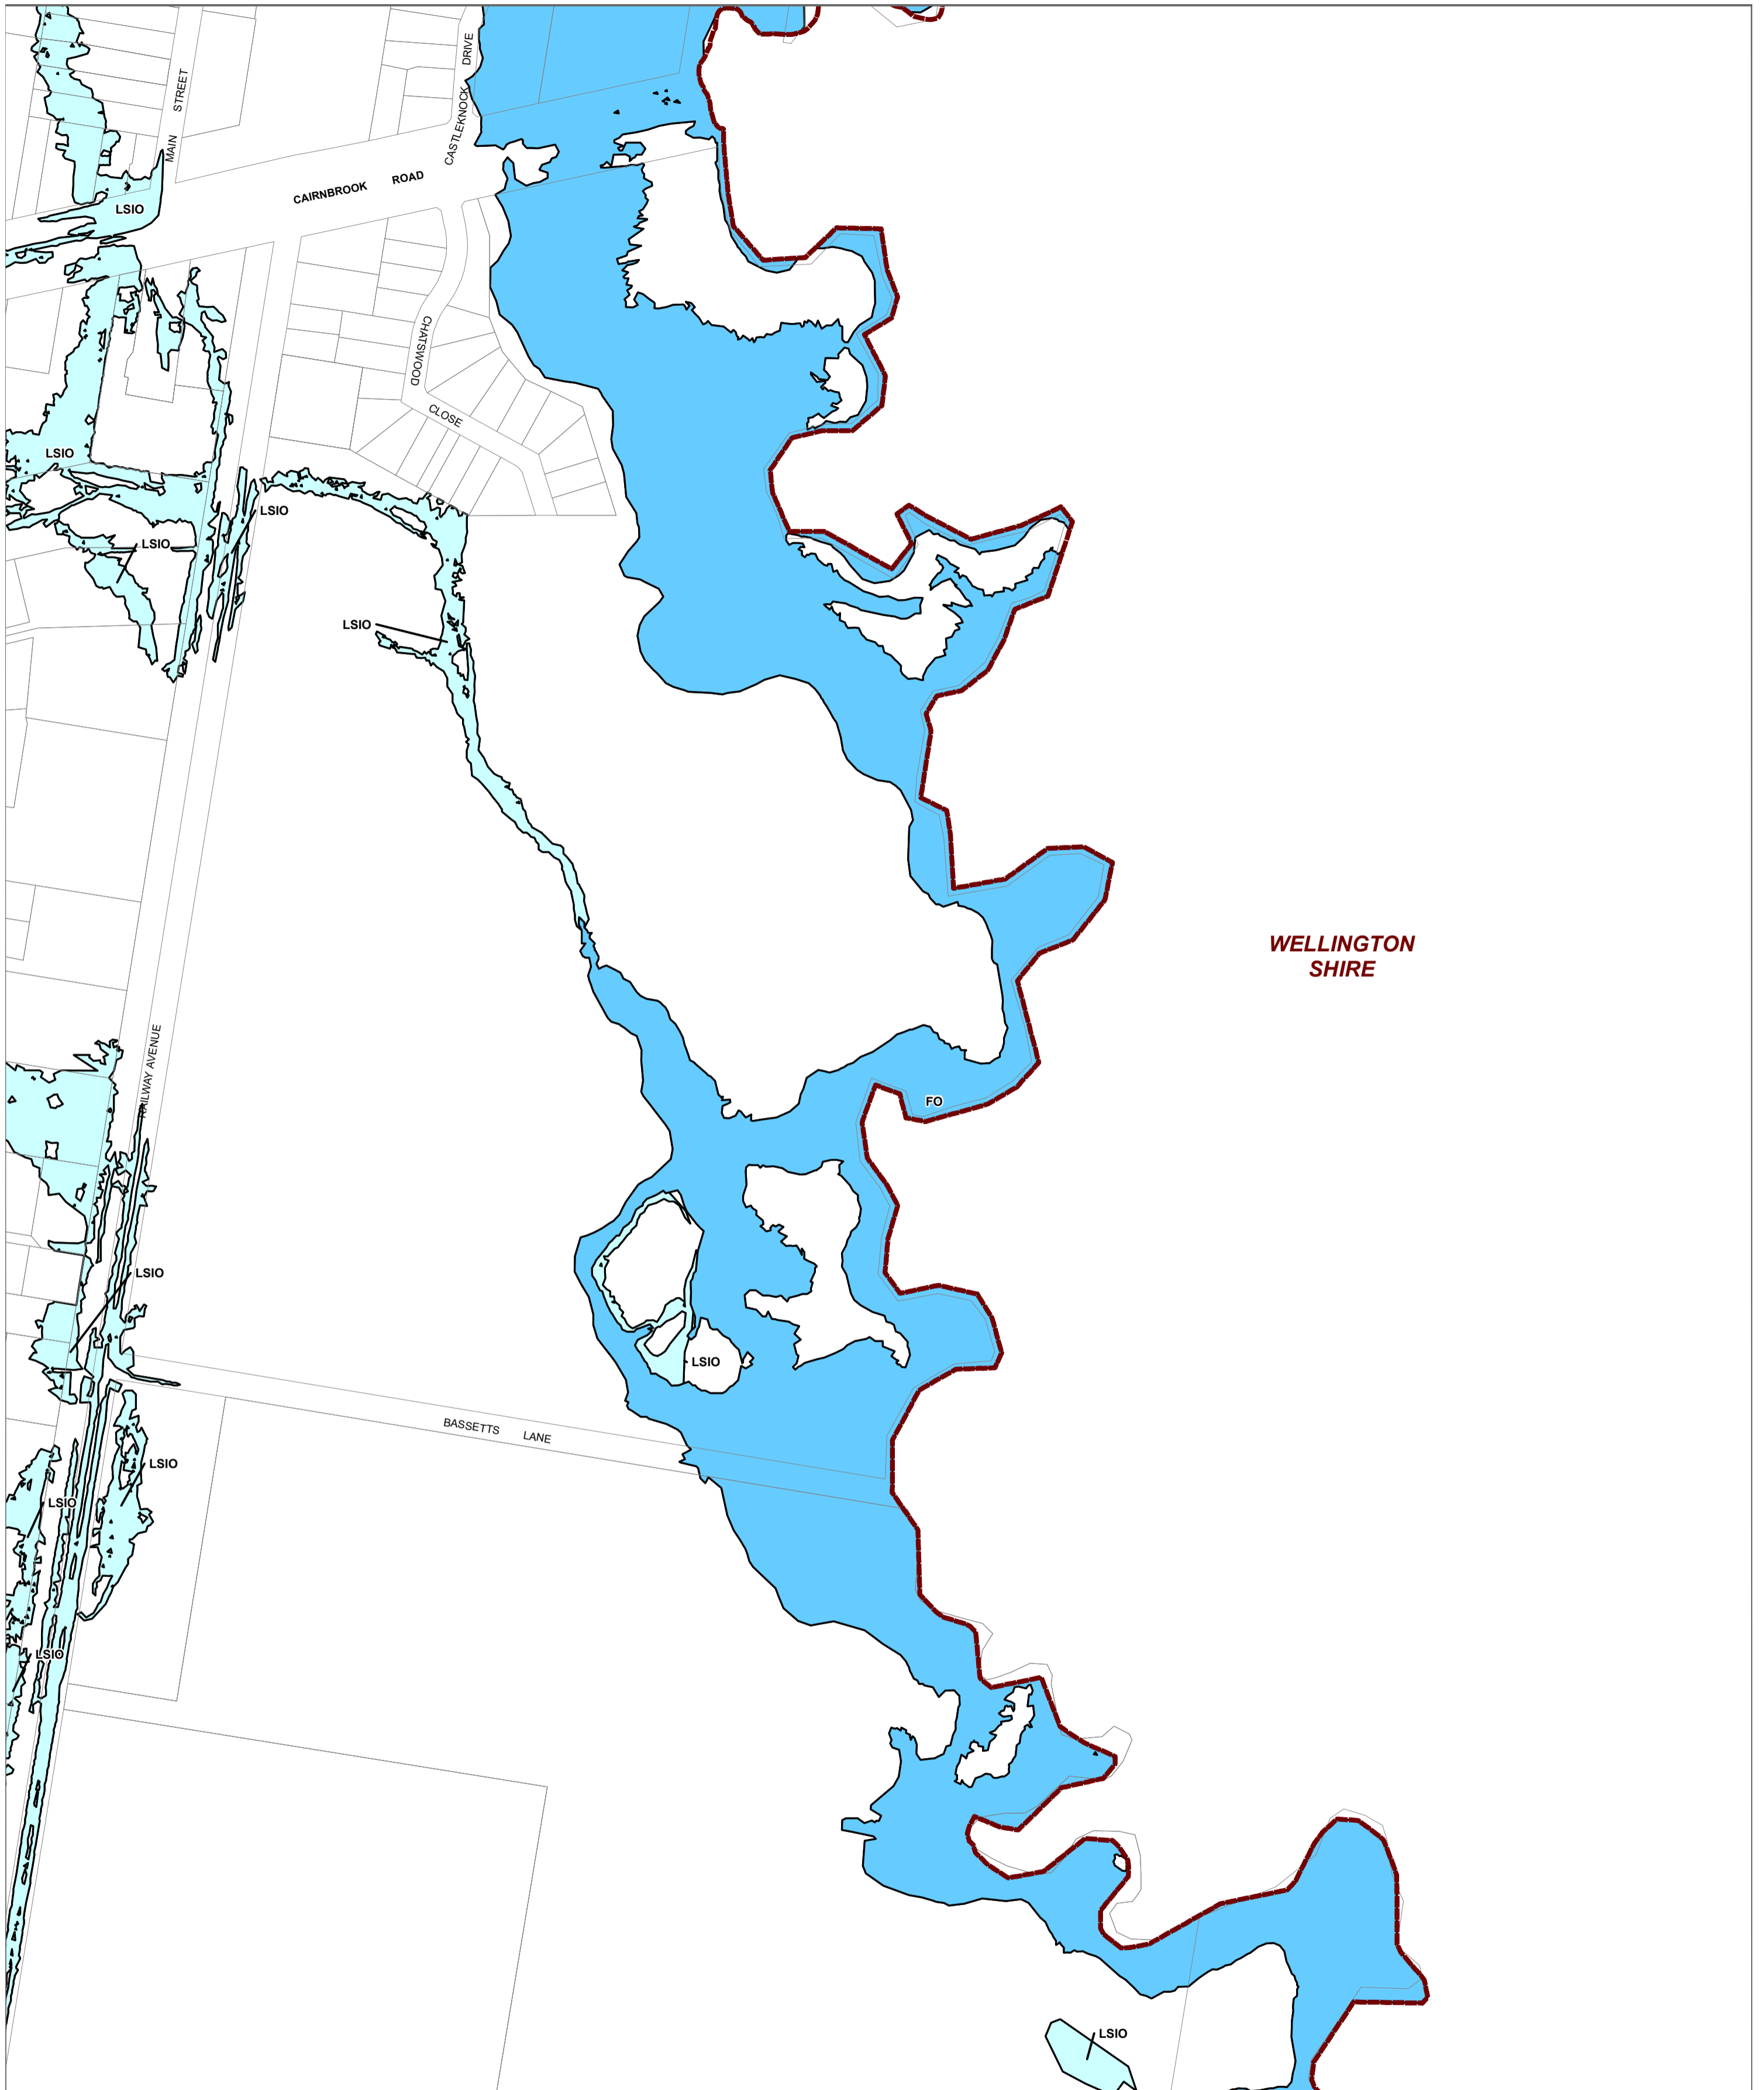 DRIVE
STREET
CASTLEKNOCK
MAIN
CAIRNBROOK ROAD
LSIO
CHATSWOOD
CLOSE
LSIO
LSIO
LSIO
LSIO
WELLINGTON
SHIRE
RAILWAY AVENUE
FO
LSIO
LSIO
BASSETTS LANE
LSIO
LSIO
LSIO
LSIO